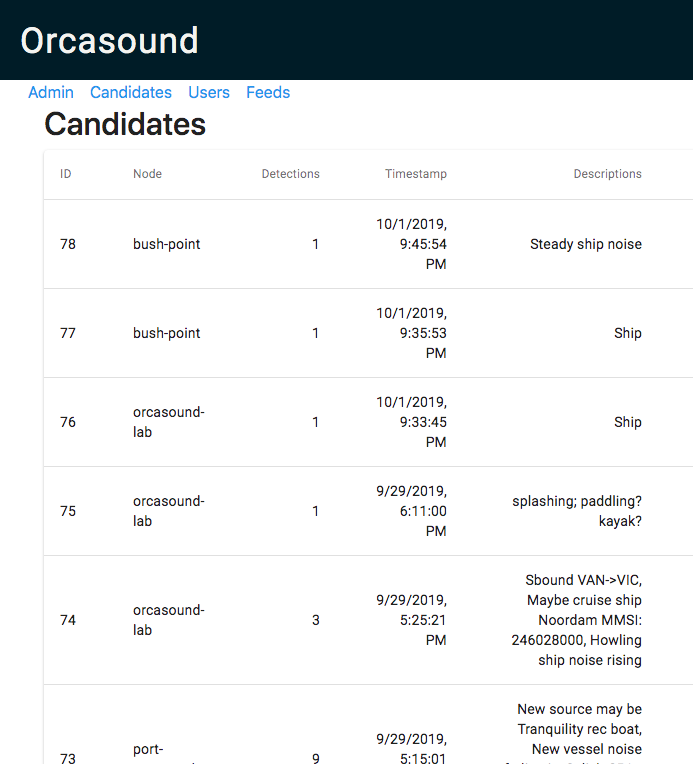 Orcasound
Admin Candidates Users Feeds
Candidates
ID Node Detections Timestamp Descriptions
10/1/2019,
78 bush-point 1 9:45:54 Steady ship noise
PM
10/1/2019,
77 bush-point 1 9:35:53 Ship
PM
orcasound- 10/1/2019,
76 1 9:33:45 Ship
lab PM
orcasound- 9/29/2019, splashing; paddling?
75 1 6:11:00
lab PM kayak?
Sbound VAN->VIC,
orcasound- 9/29/2019, Maybe cruise ship
74 3 5:25:21 Noordam MMSI:
lab PM 246028000, Howling
ship noise rising
New source may be
Tranquility rec boat,
port- 9/29/2019, New vessel noise
73 9 5:15:01